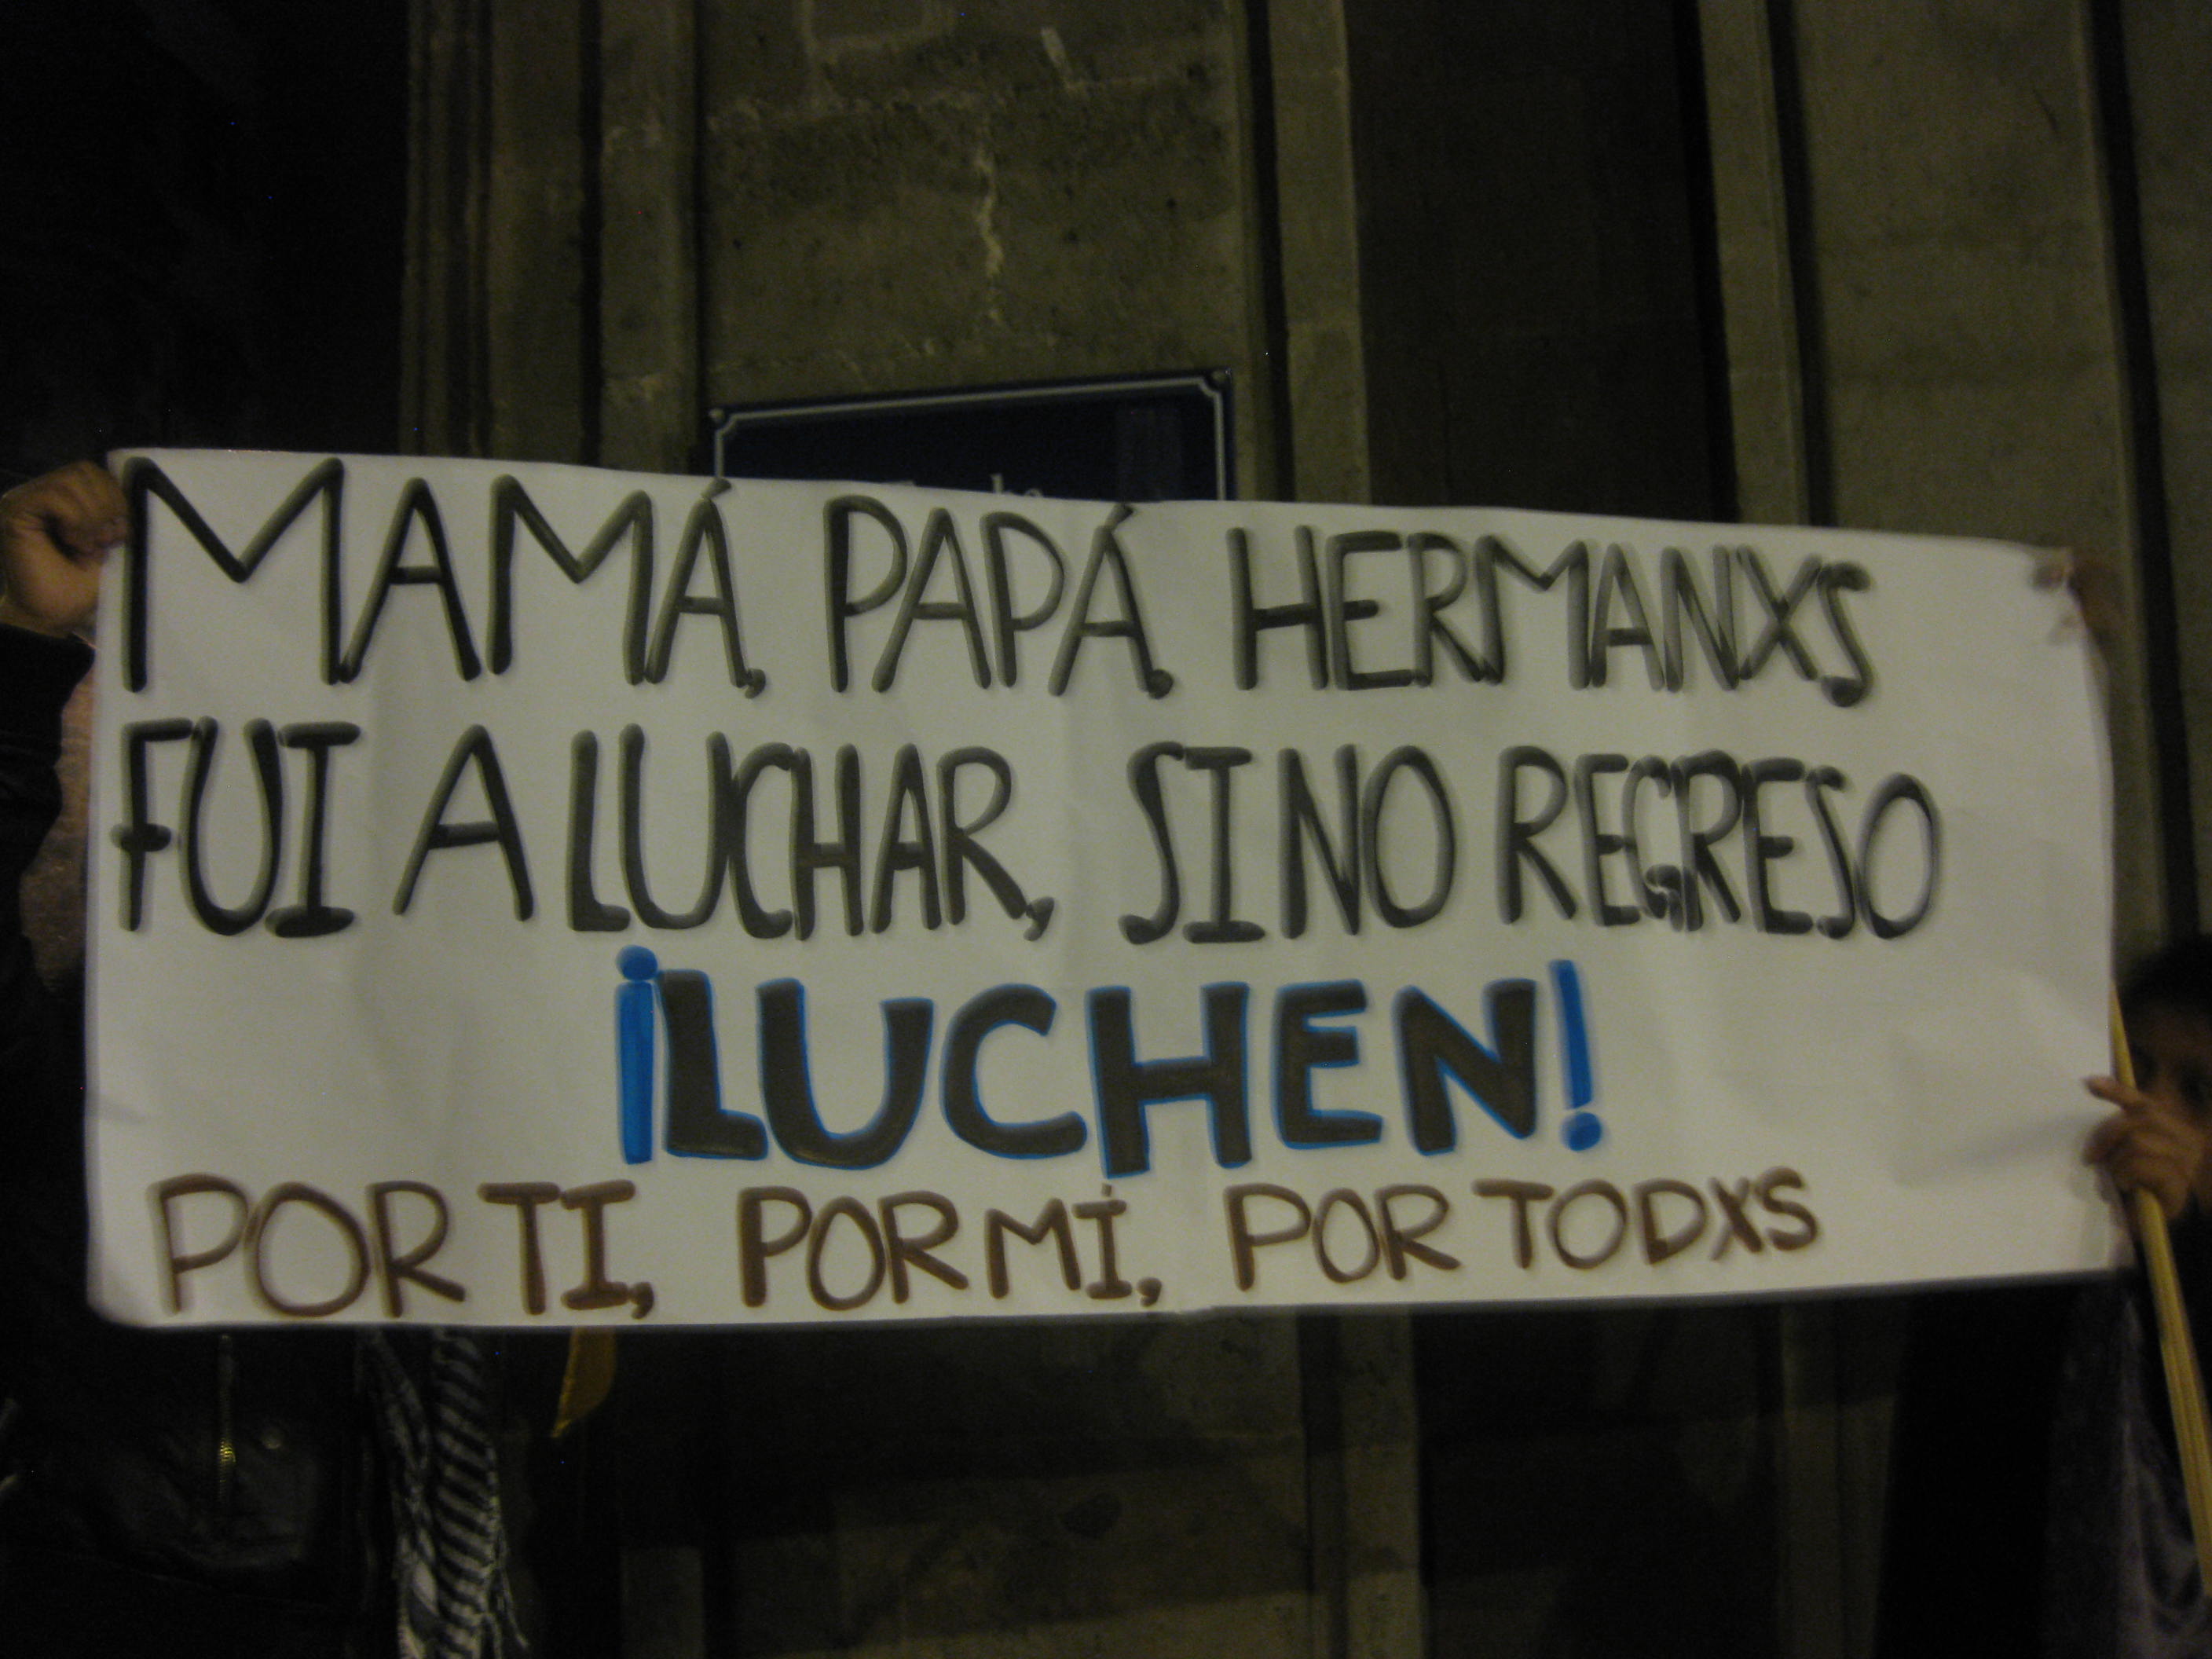 MAMÁ, PAPÁ, HERMANXS
FUI A LUCHAR, SI NO REGRESO
¡LUCHEN!
POR TI, POR MÍ, POR TODXS